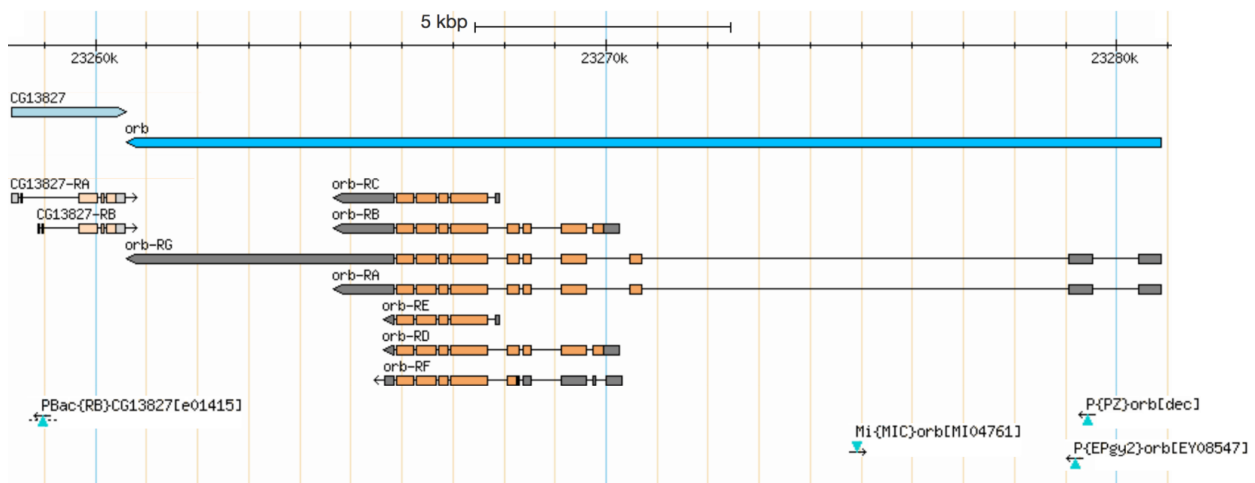 5 kbp
23260k 23270k 23280k
CG13827
orb
CG13827-RA orb-RC
CG13827-RB orb-RB
orb-RG
orb-RA
orb-RE
orb-RD
orb-RF
PBac{RB}CG13827[e01415] P{PZ}orb[dec]
Mi{MIC}orb[MI04761]
P{EPgy2}orb[EY08547]